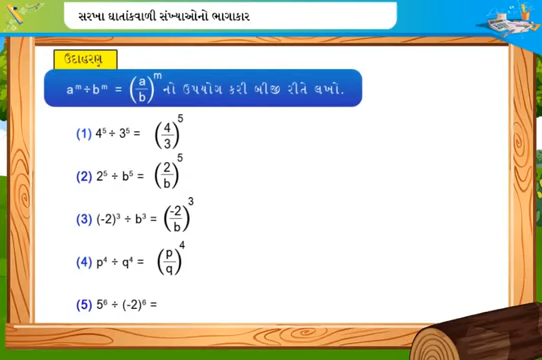 સરખા ઘાતાંકવાળી સંખ્યાઓનો ભાગાકાર
ઉદાહરણ
aᵐ ÷ bᵐ = (a/b)ᵐ નો ઉપયોગ કરી બીજી રીતે લખો.
(1) 4⁵ ÷ 3⁵ = (4/3)⁵
(2) 2⁵ ÷ b⁵ = (2/b)⁵
(3) (-2)³ ÷ b³ = (-2/b)³
(4) p⁴ ÷ q⁴ = (p/q)⁴
(5) 5⁶ ÷ (-2)⁶ =